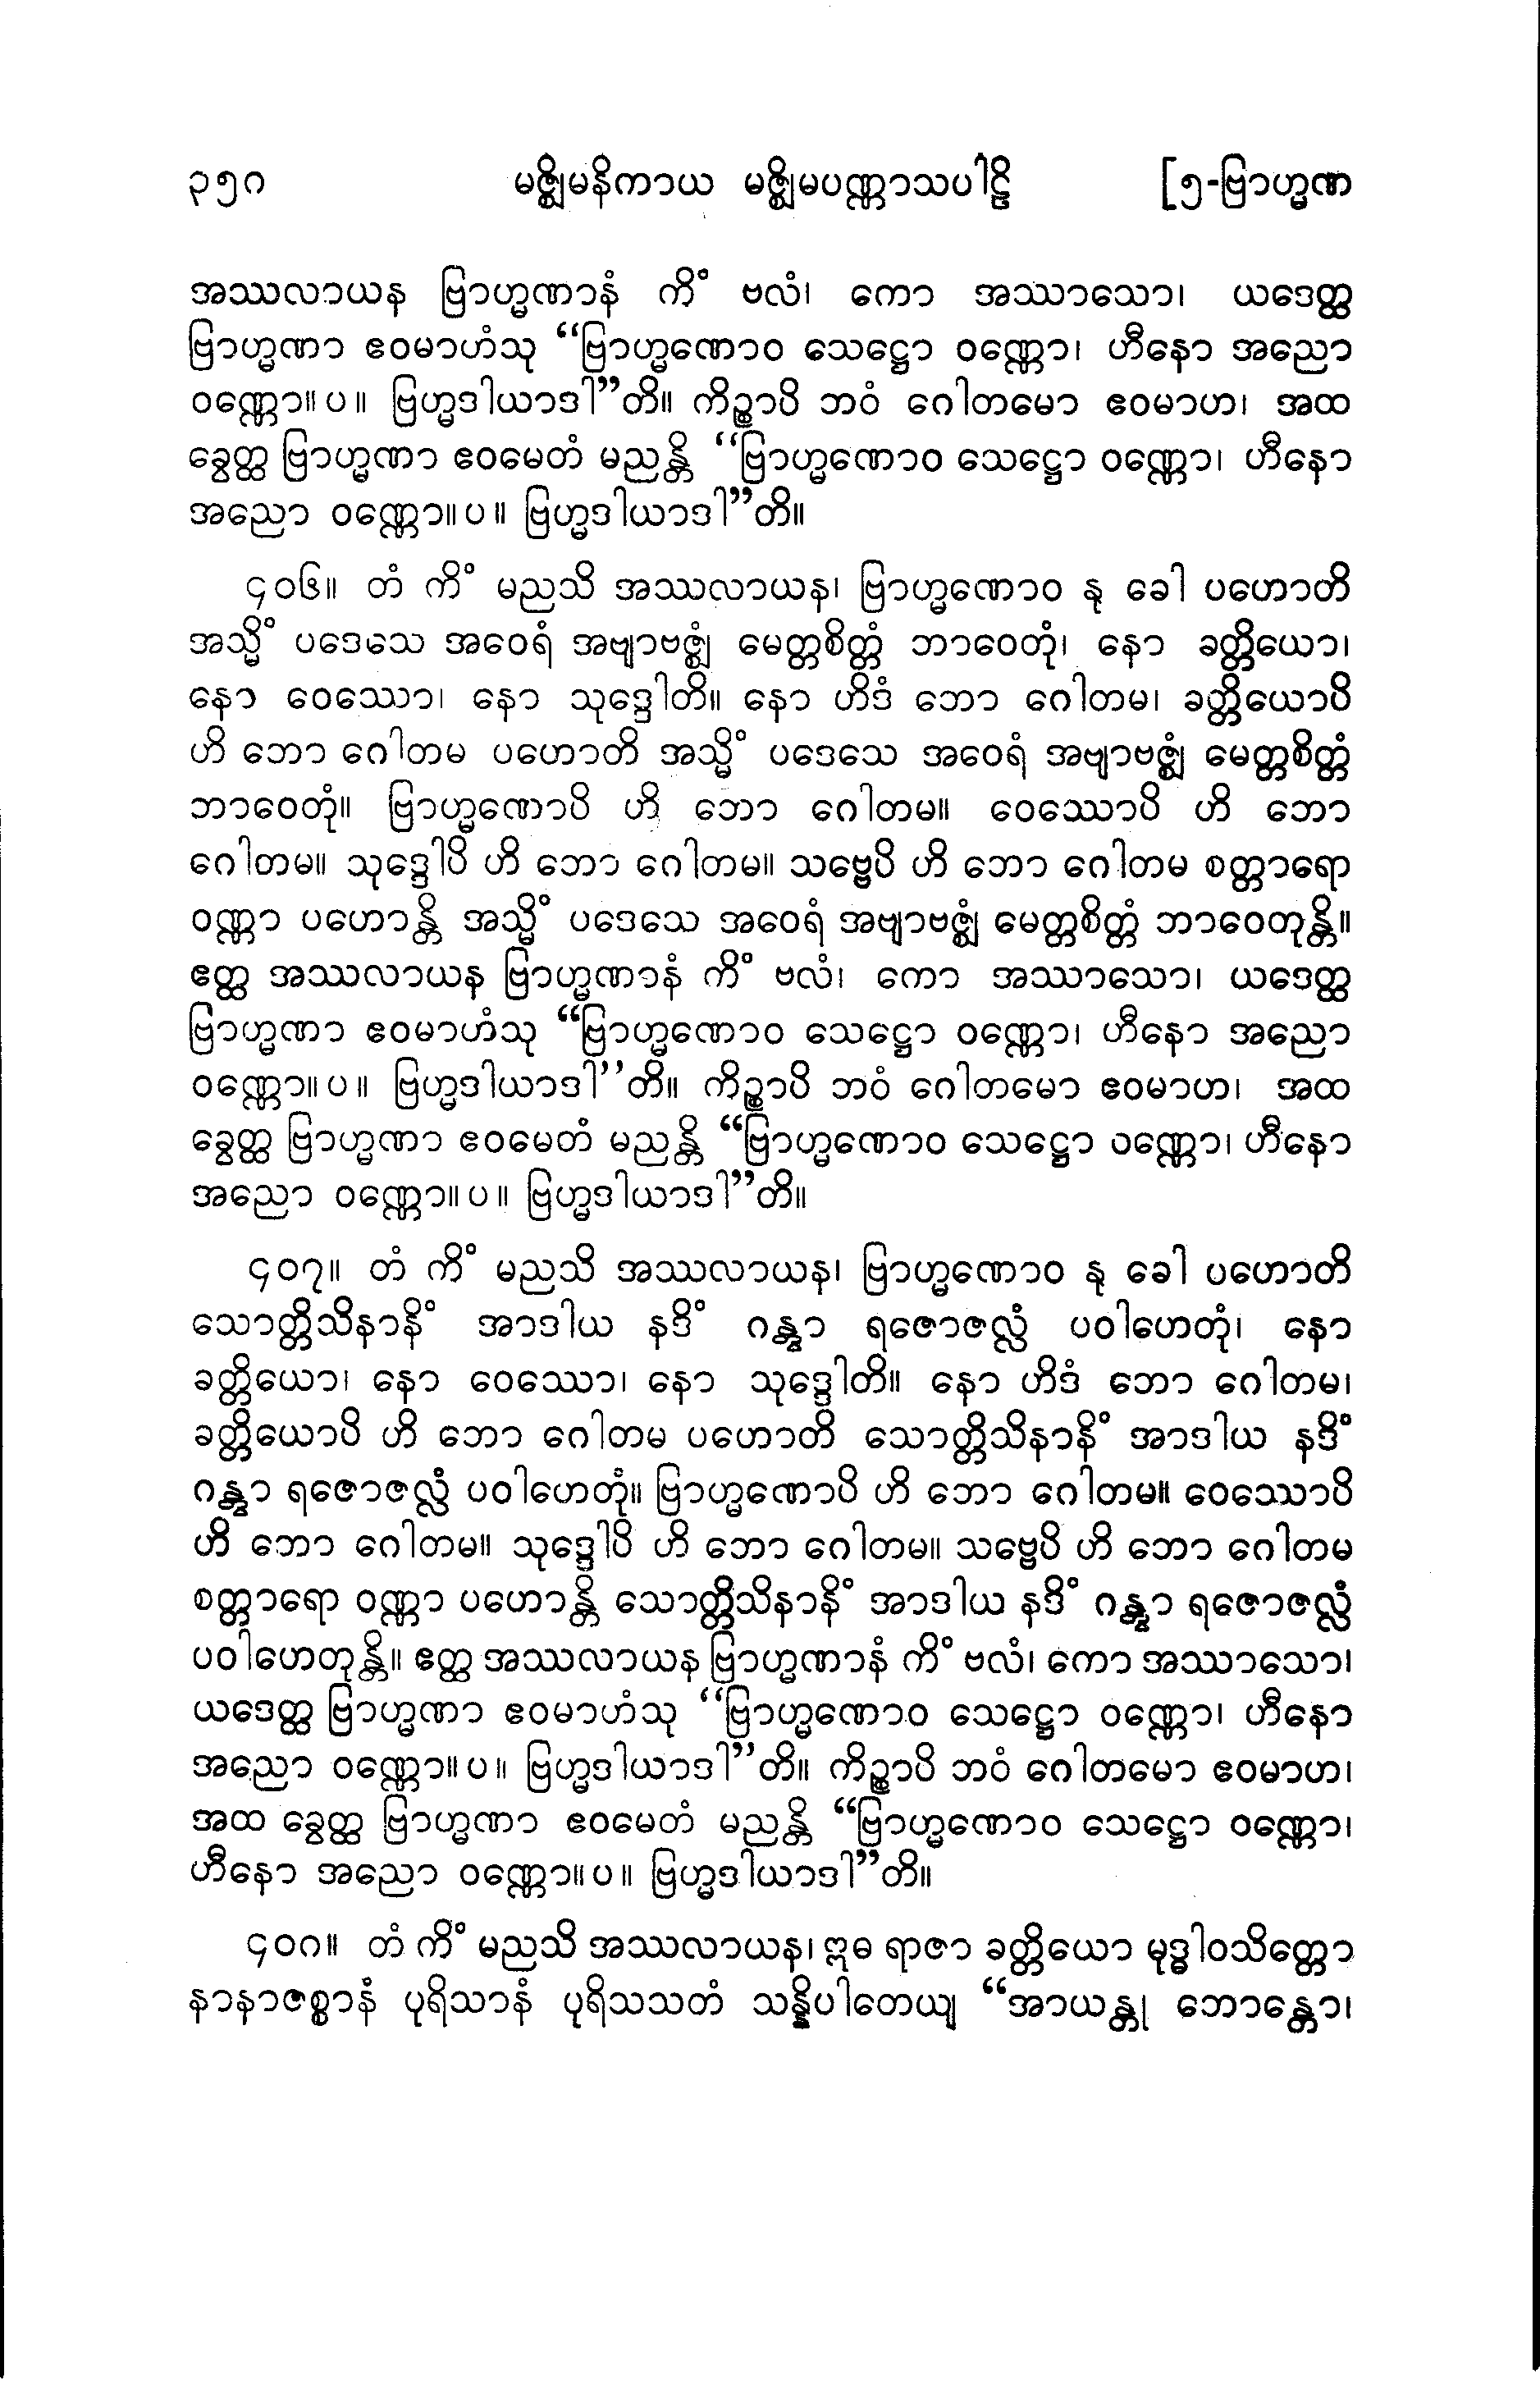 ၃၅၈ မဇ္ဈိမနိကာယ မဇ္ဈိမပဏ္ဏာသပါဠိ [၅-ဗြာဟ္မဏ
အဿလာယန ဗြာဟ္မဏာနံ ကိံ ဗလံ၊ ကော အဿာသော၊ ယဒေတ္ထ
ဗြာဟ္မဏာ ဧဝမာဟံသု “ဗြာဟ္မဏောဝ သေဋ္ဌော ဝဏ္ဏော၊ ဟီနော အညော
ဝဏ္ဏော။ပ။ ဗြဟ္မဒါယာဒါ”တိ။ ကိဉ္စာပိ ဘဝံ ဂေါတမော ဧဝမာဟ၊ အထ
ခွေတ္ထ ဗြာဟ္မဏာ ဧဝမေတံ မညန္တိ “ဗြာဟ္မဏောဝ သေဋ္ဌော ဝဏ္ဏော၊ ဟီနော
အညော ဝဏ္ဏော။ပ။ ဗြဟ္မဒါယာဒါ”တိ။
၄၀၆။ တံ ကိံ မညသိ အဿလာယန၊ ဗြာဟ္မဏောဝ နု ခေါ ပဟောတိ
အသ္မိံ ပဒေသေ အဝေရံ အဗျာဗဇ္ဈံ မေတ္တစိတ္တံ ဘာဝေတုံ၊ နော ခတ္တိယော၊
နော ဝေဿော၊ နော သုဒ္ဒေါတိ။ နော ဟိဒံ ဘော ဂေါတမ၊ ခတ္တိယောပိ
ဟိ ဘော ဂေါတမ ပဟောတိ အသ္မိံ ပဒေသေ အဝေရံ အဗျာဗဇ္ဈံ မေတ္တစိတ္တံ
ဘာဝေတုံ။ ဗြာဟ္မဏောပိ ဟိ ဘော ဂေါတမ။ ဝေဿောပိ ဟိ ဘော
ဂေါတမ။ သုဒ္ဒေါပိ ဟိ ဘော ဂေါတမ။ သဗ္ဗေပိ ဟိ ဘော ဂေါတမ စတ္တာရော
ဝဏ္ဏာ ပဟောန္တိ အသ္မိံ ပဒေသေ အဝေရံ အဗျာဗဇ္ဈံ မေတ္တစိတ္တံ ဘာဝေတုန္တိ။
ဧတ္ထ အဿလာယန ဗြာဟ္မဏာနံ ကိံ ဗလံ၊ ကော အဿာသော၊ ယဒေတ္ထ
ဗြာဟ္မဏာ ဧဝမာဟံသု “ဗြာဟ္မဏောဝ သေဋ္ဌော ဝဏ္ဏော၊ ဟီနော အညော
ဝဏ္ဏော။ပ။ ဗြဟ္မဒါယာဒါ”တိ။ ကိဉ္စာပိ ဘဝံ ဂေါတမော ဧဝမာဟ၊ အထ
ခွေတ္ထ ဗြာဟ္မဏာ ဧဝမေတံ မညန္တိ “ဗြာဟ္မဏောဝ သေဋ္ဌော ဝဏ္ဏော၊ ဟီနော
အညော ဝဏ္ဏော။ပ။ ဗြဟ္မဒါယာဒါ”တိ။
၄၀၇။ တံ ကိံ မညသိ အဿလာယန၊ ဗြာဟ္မဏောဝ နု ခေါ ပဟောတိ
သောတ္တိသိနာနိံ အာဒါယ နဒိံ ဂန္တွာ ရဇောဇလ္လံ ပဝါဟေတုံ၊ နော
ခတ္တိယော၊ နော ဝေဿော၊ နော သုဒ္ဒေါတိ။ နော ဟိဒံ ဘော ဂေါတမ၊
ခတ္တိယောပိ ဟိ ဘော ဂေါတမ ပဟောတိ သောတ္တိသိနာနိံ အာဒါယ နဒိံ
ဂန္တွာ ရဇောဇလ္လံ ပဝါဟေတုံ။ ဗြာဟ္မဏောပိ ဟိ ဘော ဂေါတမ။ ဝေဿောပိ
ဟိ ဘော ဂေါတမ။ သုဒ္ဒေါပိ ဟိ ဘော ဂေါတမ။ သဗ္ဗေပိ ဟိ ဘော ဂေါတမ
စတ္တာရော ဝဏ္ဏာ ပဟောန္တိ သောတ္တိသိနာနိံ အာဒါယ နဒိံ ဂန္တွာ ရဇောဇလ္လံ
ပဝါဟေတုန္တိ။ ဧတ္ထ အဿလာယန ဗြာဟ္မဏာနံ ကိံ ဗလံ၊ ကော အဿာသော၊
ယဒေတ္ထ ဗြာဟ္မဏာ ဧဝမာဟံသု “ဗြာဟ္မဏောဝ သေဋ္ဌော ဝဏ္ဏော၊ ဟီနော
အညော ဝဏ္ဏော။ပ။ ဗြဟ္မဒါယာဒါ”တိ။ ကိဉ္စာပိ ဘဝံ ဂေါတမော ဧဝမာဟ၊
အထ ခွေတ္ထ ဗြာဟ္မဏာ ဧဝမေတံ မညန္တိ “ဗြာဟ္မဏောဝ သေဋ္ဌော ဝဏ္ဏော၊
ဟီနော အညော ဝဏ္ဏော။ပ။ ဗြဟ္မဒါယာဒါ”တိ။
၄၀၈။ တံ ကိံ မညသိ အဿလာယန၊ ဣဓ ရာဇာ ခတ္တိယော မုဒ္ဓါဝသိတ္တော
နာနာဇစ္စာနံ ပုရိသာနံ ပုရိသသတံ သန္နိပါတေယျ “အာယန္တု ဘောန္တော၊